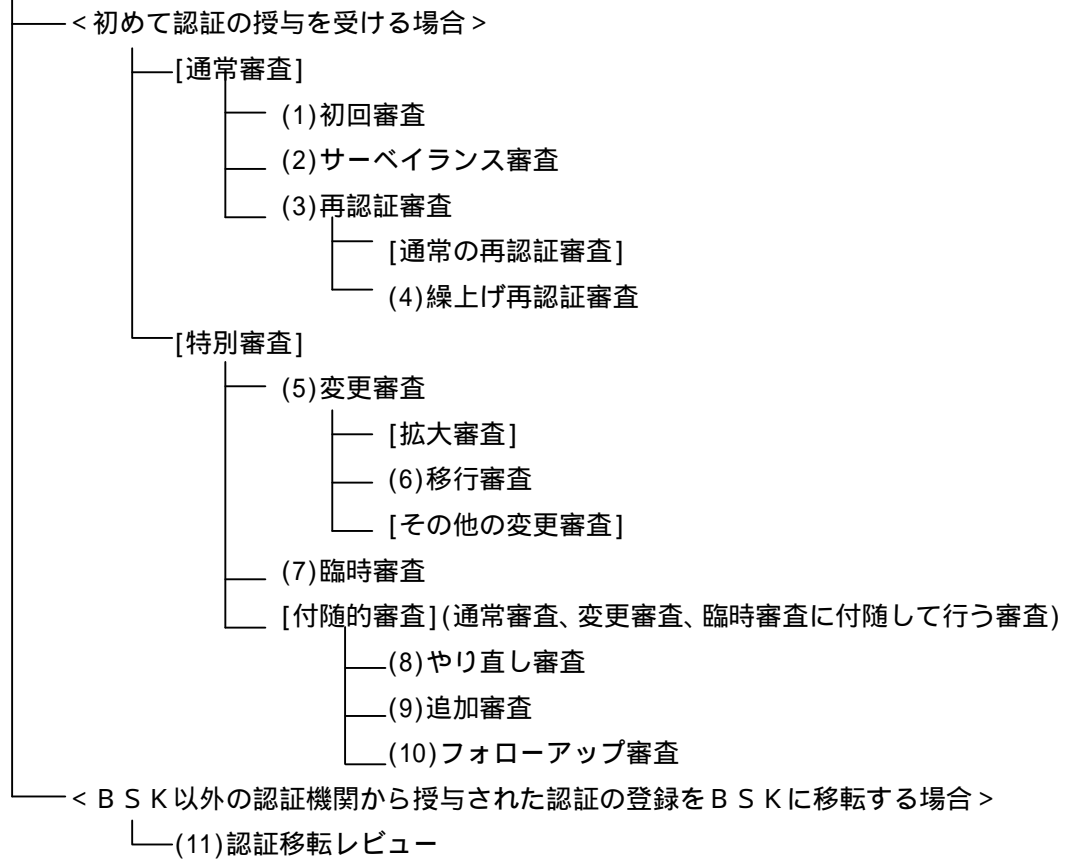 <初めて認証の授与を受ける場合>
[通常審査]
(1)初回審査
(2)サーベイランス審査
(3)再認証審査
[通常の再認証審査]
(4)繰上げ再認証審査
[特別審査]
(5)変更審査
[拡大審査]
(6)移行審査
[その他の変更審査]
(7)臨時審査
[付随的審査](通常審査、変更審査、臨時審査に付随して行う審査)
(8)やり直し審査
(9)追加審査
(10)フォローアップ審査
<BSK以外の認証機関から授与された認証の登録をBSKに移転する場合>
(11)認証移転レビュー